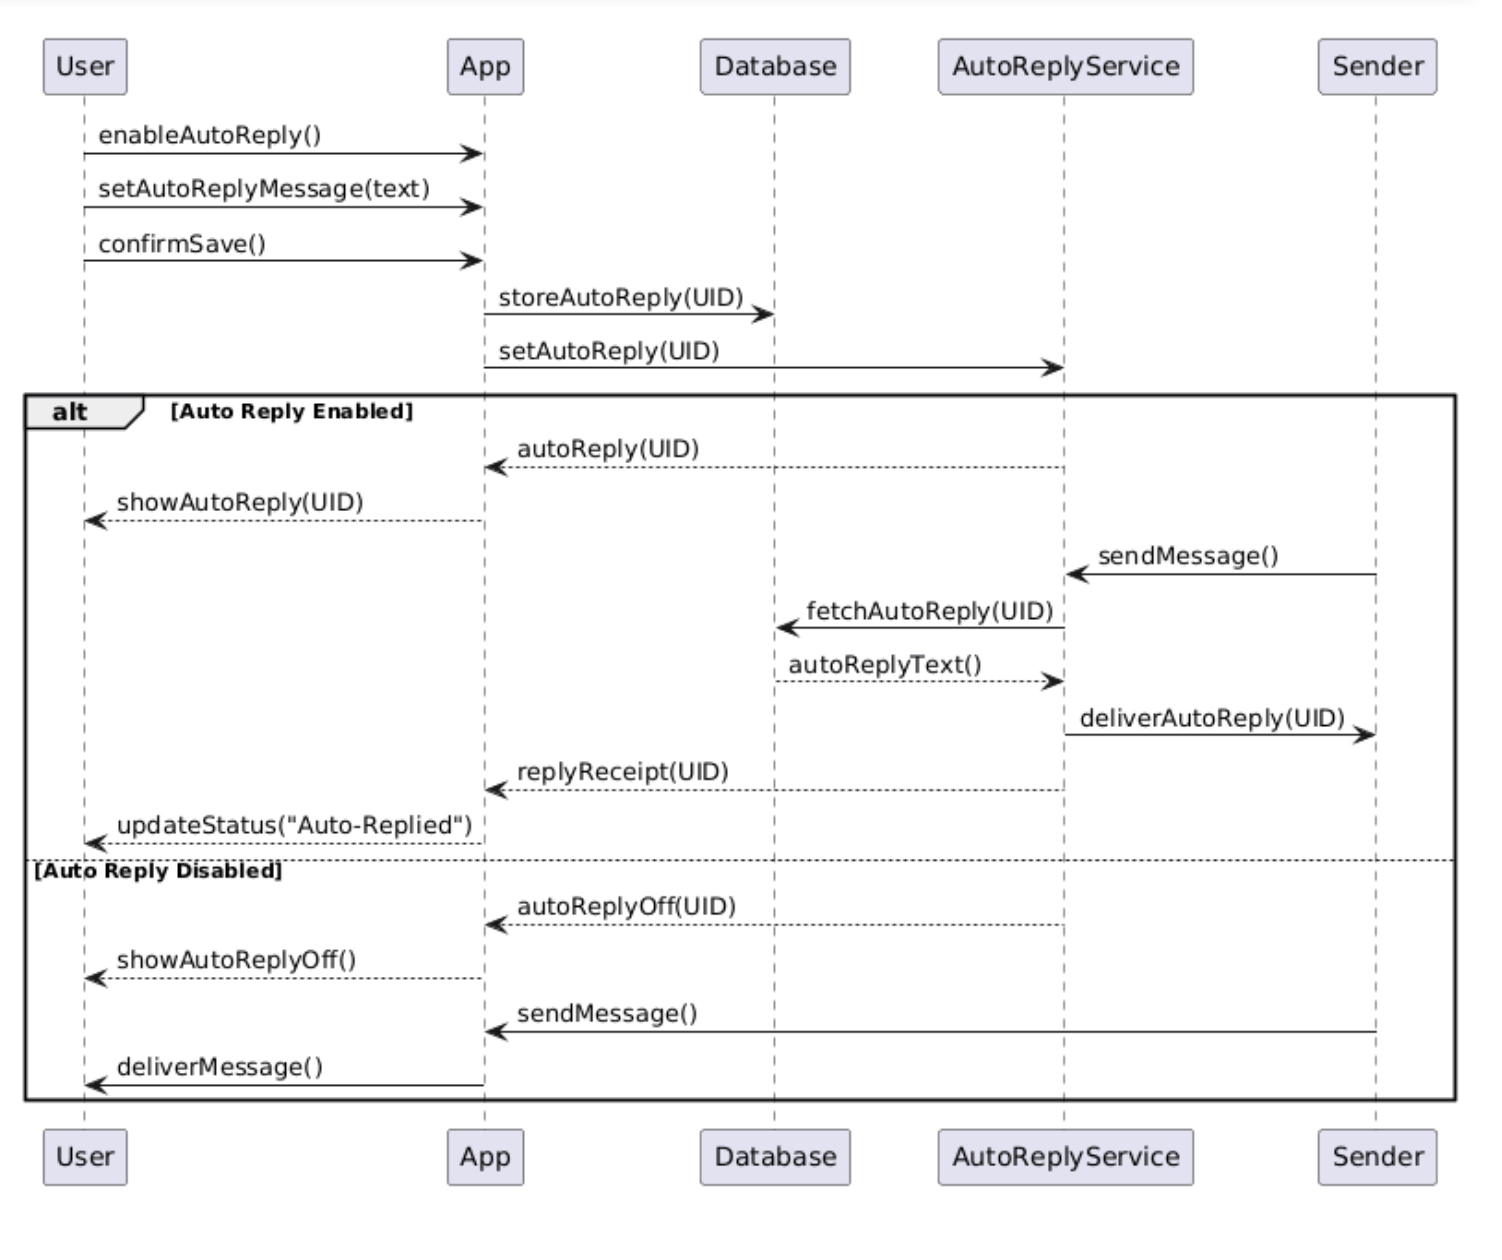 User App Database AutoReplyService Sender
enableAutoReply()
setAutoReplyMessage(text)
confirmSave()
storeAutoReply(UID)
setAutoReply(UID)
alt [Auto Reply Enabled]
autoReply(UID)
showAutoReply(UID)
sendMessage()
fetchAutoReply(UID)
autoReplyText()
deliverAutoReply(UID)
replyReceipt(UID)
updateStatus("Auto-Replied")
[Auto Reply Disabled]
autoReplyOff(UID)
showAutoReplyOff()
sendMessage()
deliverMessage()
User App Database AutoReplyService Sender